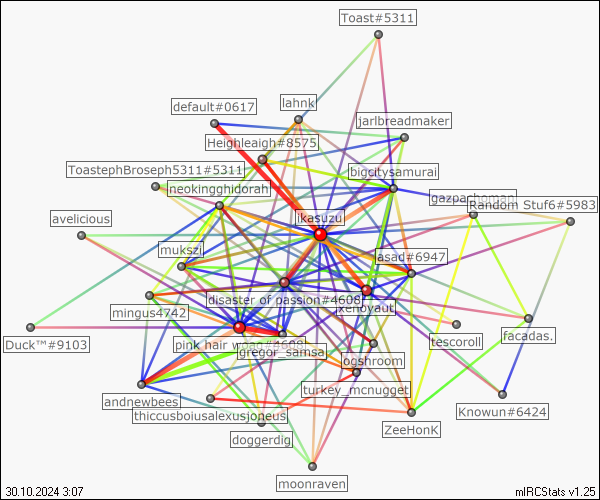 Toast#5311
lahnk
default#0617
jarlbreadmaker
Heighleaigh#8575
ToastephBroseph5311#5311
bigcitysamurai
neokingghidorah
gazpachoman
Random Stuf6#5983
avelicious
ikasuzu
mukszi
asad#6947
disaster of passion#4608
xenoyaut
mingus4742
Duck™#9103
pink hair woag#4608
gregor_samsa
tescoroll
facadas.
ogshroom
turkey_mcnugget
andnewbees
thiccusboiusalexusjoneus
Knowun#6424
doggerdig
ZeeHonK
moonraven
30.10.2024 3:07
mIRCStats v1.25